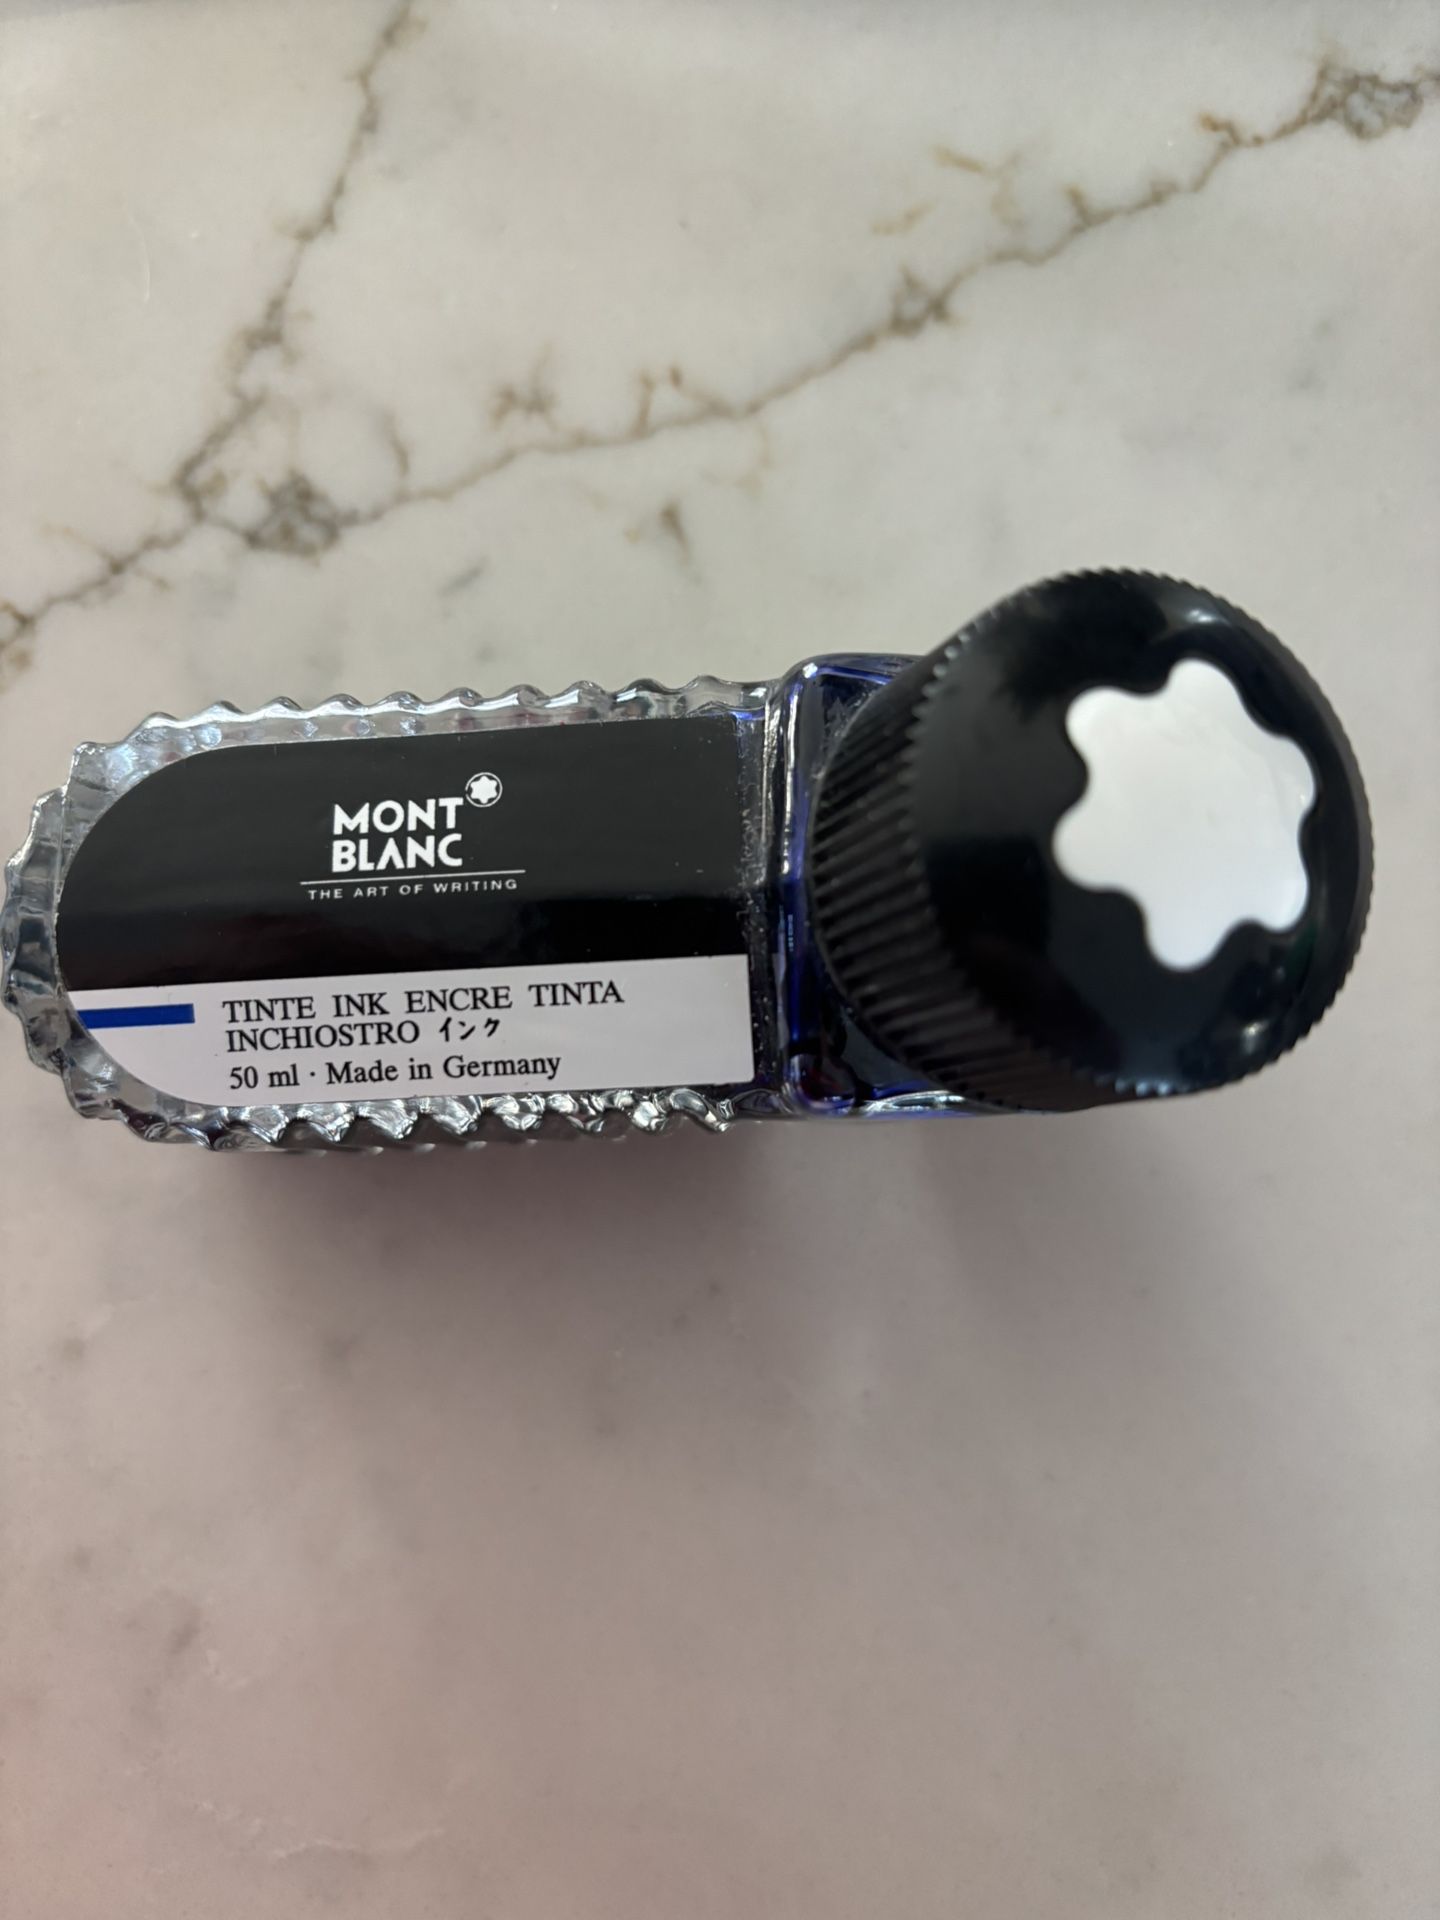 MONT
BLANC
THE ART OF WRITING
TINTE INK ENCRE TINTA
INCHIOSTRO インク
50 ml · Made in Germany